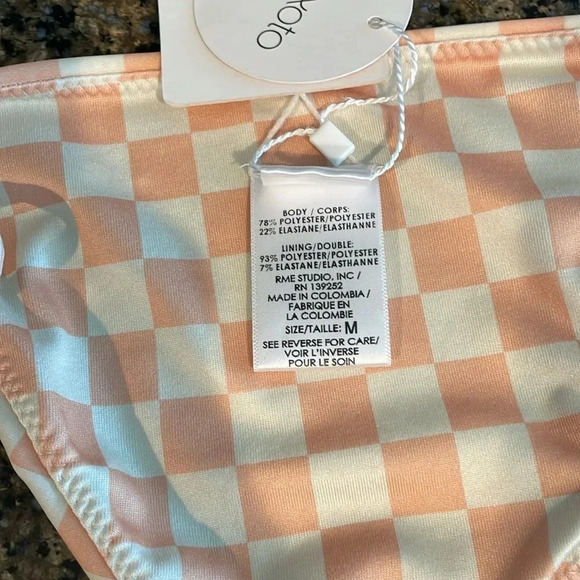 BODY / CORPS:
78% POLYESTER/POLYESTER
22% ELASTANE/ELASTHANNE
LINING/DOUBLE:
93% POLYESTER/POLYESTER
7% ELASTANE/ELASTHANNE
RME STUDIO, INC /
RN 139252
MADE IN COLOMBIA/
FABRIQUE EN
LA COLOMBIE
SIZE/TAILLE: M
SEE REVERSE FOR CARE/
VOIR L'INVERSE
POUR LE SOIN